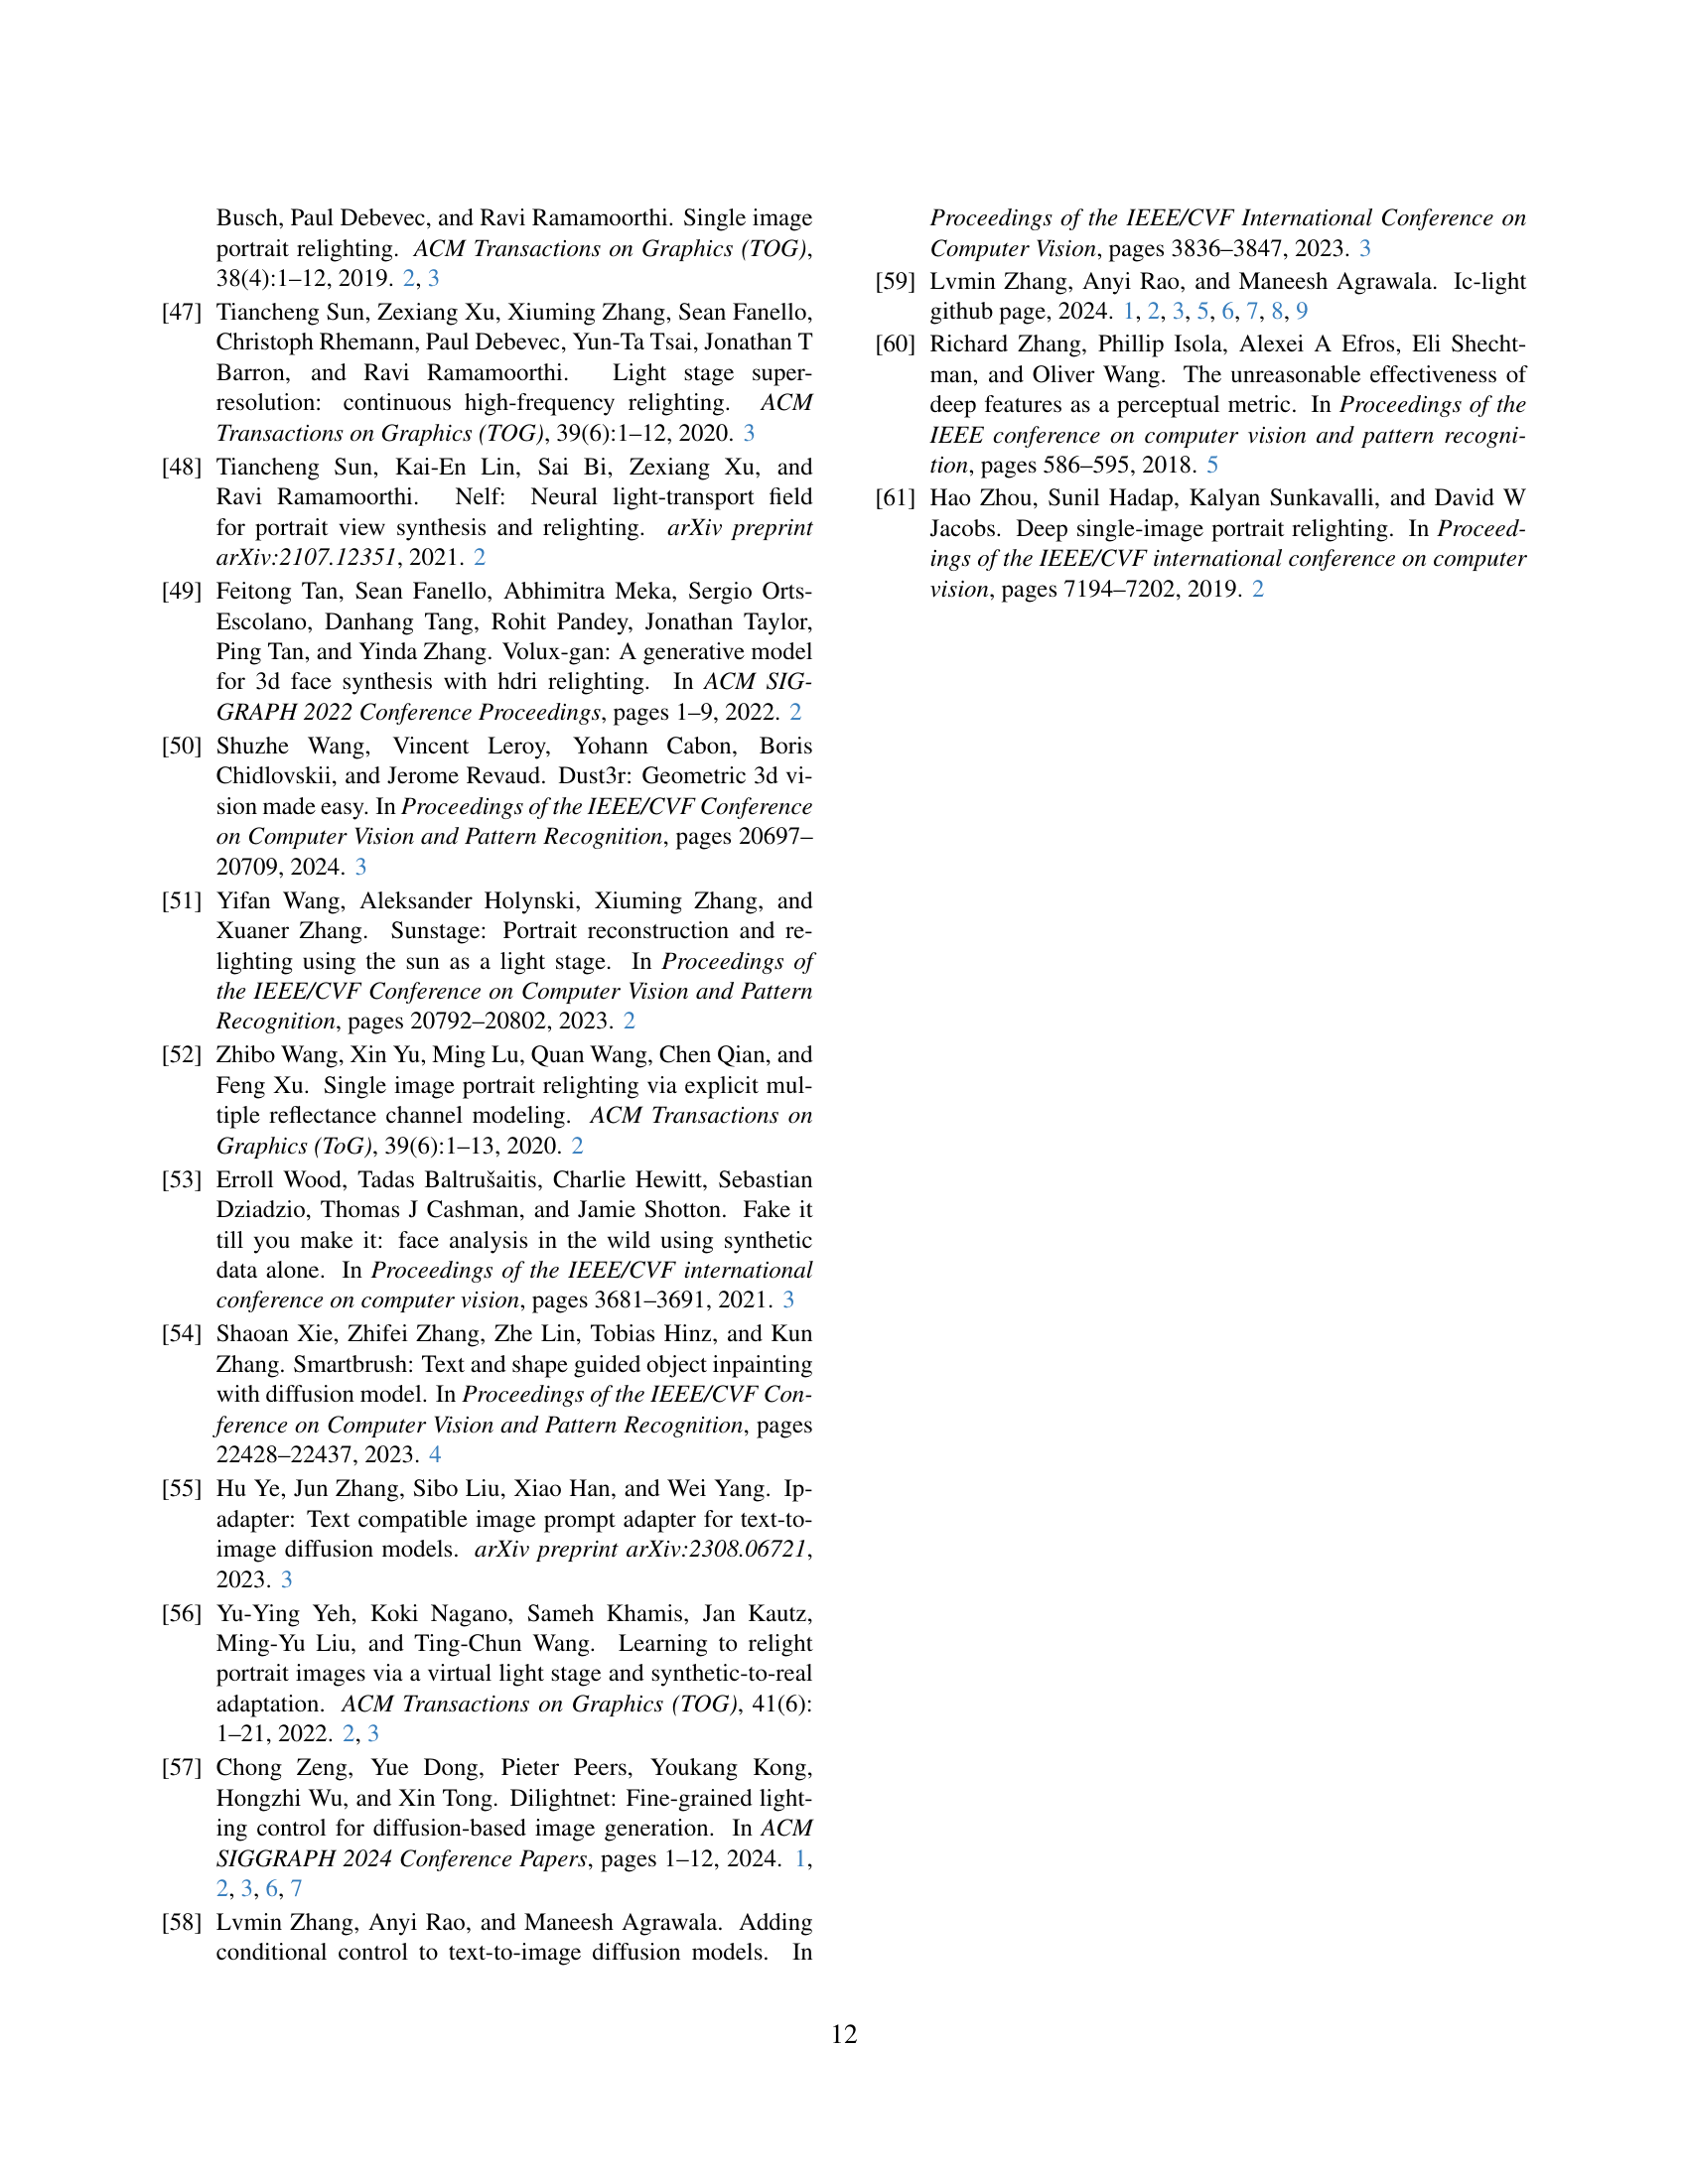 Busch, Paul Debevec, and Ravi Ramamoorthi. Single image
portrait relighting. ACM Transactions on Graphics (TOG),
38(4):1–12, 2019. 2, 3
[47] Tiancheng Sun, Zexiang Xu, Xiuming Zhang, Sean Fanello,
Christoph Rhemann, Paul Debevec, Yun-Ta Tsai, Jonathan T
Barron, and Ravi Ramamoorthi. Light stage super-
resolution: continuous high-frequency relighting. ACM
Transactions on Graphics (TOG), 39(6):1–12, 2020. 3
[48] Tiancheng Sun, Kai-En Lin, Sai Bi, Zexiang Xu, and
Ravi Ramamoorthi. Nelf: Neural light-transport field
for portrait view synthesis and relighting. arXiv preprint
arXiv:2107.12351, 2021. 2
[49] Feitong Tan, Sean Fanello, Abhimitra Meka, Sergio Orts-
Escolano, Danhang Tang, Rohit Pandey, Jonathan Taylor,
Ping Tan, and Yinda Zhang. Volux-gan: A generative model
for 3d face synthesis with hdri relighting. In ACM SIG-
GRAPH 2022 Conference Proceedings, pages 1–9, 2022. 2
[50] Shuzhe Wang, Vincent Leroy, Yohann Cabon, Boris
Chidlovskii, and Jerome Revaud. Dust3r: Geometric 3d vi-
sion made easy. In Proceedings of the IEEE/CVF Conference
on Computer Vision and Pattern Recognition, pages 20697–
20709, 2024. 3
[51] Yifan Wang, Aleksander Holynski, Xiuming Zhang, and
Xuaner Zhang. Sunstage: Portrait reconstruction and re-
lighting using the sun as a light stage. In Proceedings of
the IEEE/CVF Conference on Computer Vision and Pattern
Recognition, pages 20792–20802, 2023. 2
[52] Zhibo Wang, Xin Yu, Ming Lu, Quan Wang, Chen Qian, and
Feng Xu. Single image portrait relighting via explicit mul-
tiple reflectance channel modeling. ACM Transactions on
Graphics (ToG), 39(6):1–13, 2020. 2
[53] Erroll Wood, Tadas Baltrušaitis, Charlie Hewitt, Sebastian
Dziadzio, Thomas J Cashman, and Jamie Shotton. Fake it
till you make it: face analysis in the wild using synthetic
data alone. In Proceedings of the IEEE/CVF international
conference on computer vision, pages 3681–3691, 2021. 3
[54] Shaoan Xie, Zhifei Zhang, Zhe Lin, Tobias Hinz, and Kun
Zhang. Smartbrush: Text and shape guided object inpainting
with diffusion model. In Proceedings of the IEEE/CVF Con-
ference on Computer Vision and Pattern Recognition, pages
22428–22437, 2023. 4
[55] Hu Ye, Jun Zhang, Sibo Liu, Xiao Han, and Wei Yang. Ip-
adapter: Text compatible image prompt adapter for text-to-
image diffusion models. arXiv preprint arXiv:2308.06721,
2023. 3
[56] Yu-Ying Yeh, Koki Nagano, Sameh Khamis, Jan Kautz,
Ming-Yu Liu, and Ting-Chun Wang. Learning to relight
portrait images via a virtual light stage and synthetic-to-real
adaptation. ACM Transactions on Graphics (TOG), 41(6):
1–21, 2022. 2, 3
[57] Chong Zeng, Yue Dong, Pieter Peers, Youkang Kong,
Hongzhi Wu, and Xin Tong. Dilightnet: Fine-grained light-
ing control for diffusion-based image generation. In ACM
SIGGRAPH 2024 Conference Papers, pages 1–12, 2024. 1,
2, 3, 6, 7
[58] Lvmin Zhang, Anyi Rao, and Maneesh Agrawala. Adding
conditional control to text-to-image diffusion models. In
Proceedings of the IEEE/CVF International Conference on
Computer Vision, pages 3836–3847, 2023. 3
[59] Lvmin Zhang, Anyi Rao, and Maneesh Agrawala. Ic-light
github page, 2024. 1, 2, 3, 5, 6, 7, 8, 9
[60] Richard Zhang, Phillip Isola, Alexei A Efros, Eli Shecht-
man, and Oliver Wang. The unreasonable effectiveness of
deep features as a perceptual metric. In Proceedings of the
IEEE conference on computer vision and pattern recogni-
tion, pages 586–595, 2018. 5
[61] Hao Zhou, Sunil Hadap, Kalyan Sunkavalli, and David W
Jacobs. Deep single-image portrait relighting. In Proceed-
ings of the IEEE/CVF international conference on computer
vision, pages 7194–7202, 2019. 2
12